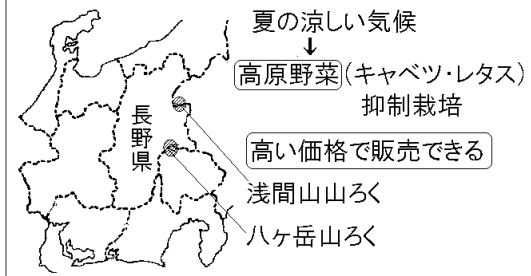 夏の涼しい気候
↓
高原野菜(キャベツ・レタス)
抑制栽培
長野県
高い価格で販売できる
浅間山山ろく
八ヶ岳山ろく